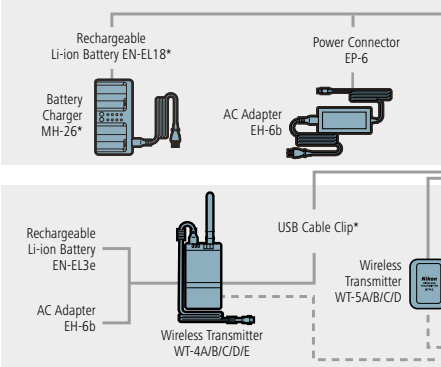 Rechargeable
Li-ion Battery EN-EL18*
Power Connector
EP-6
Battery
Charger
MH-26*
AC Adapter
EH-6b
Rechargeable
Li-ion Battery
EN-EL3e
AC Adapter
EH-6b
Wireless Transmitter
WT-4A/B/C/D/E
USB Cable Clip*
Wireless
Transmitter
WT-5A/B/C/D
Nikon